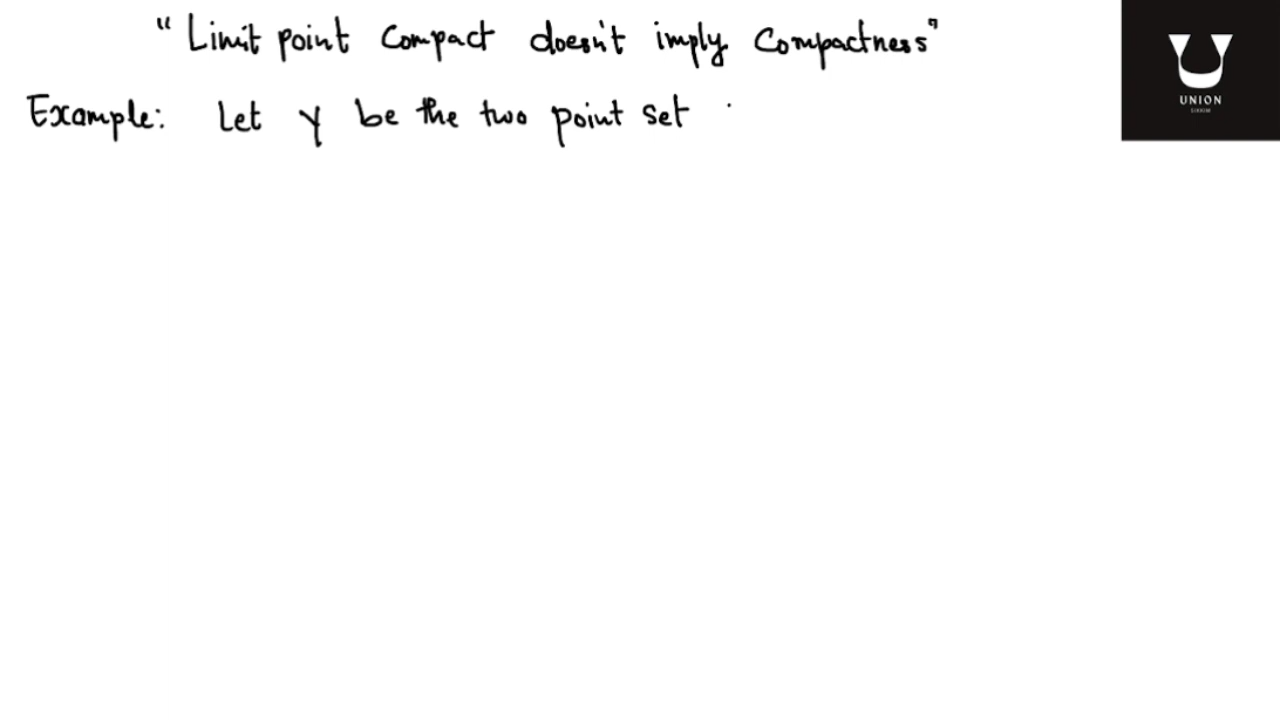 "Limit point compact doesn't imply compactness"
Example: Let Y be the two point set
UNION